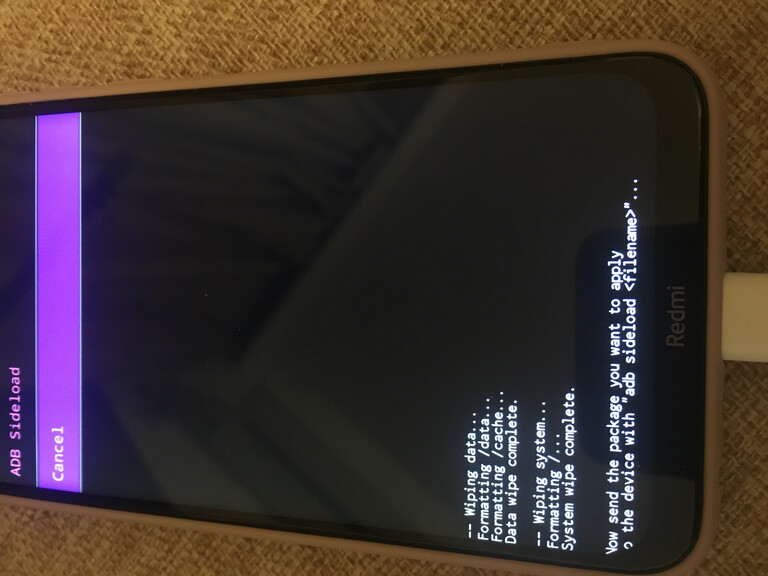 ADB Sideload
Cancel
-- Wiping data...
Formatting /data...
Formatting /cache...
Data wipe complete.
-- Wiping system...
Formatting /...
System wipe complete.
Now send the package you want to apply
o the device with "adb sideload <filename>"...
Redmi